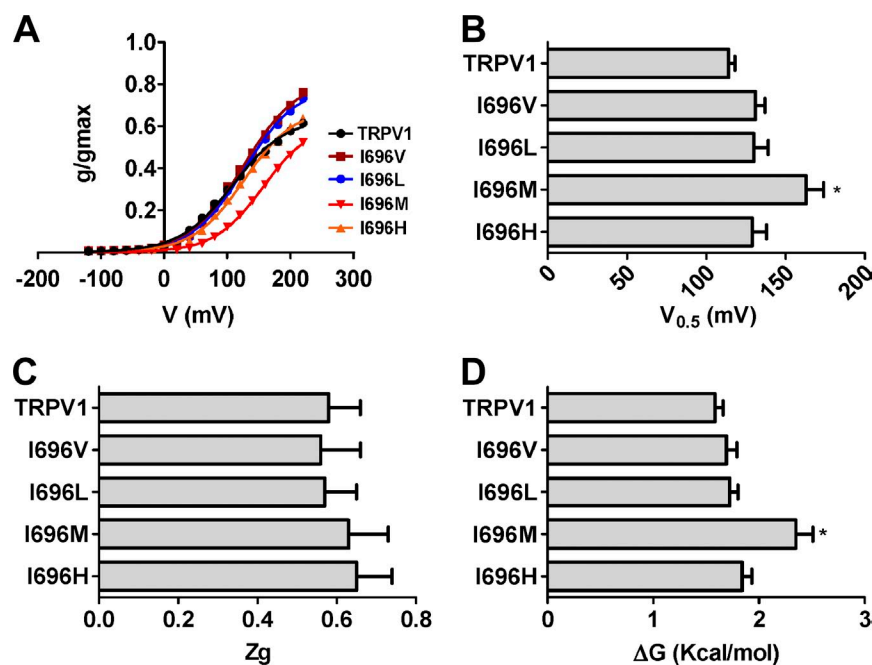 A
g/gmax
1.0
0.8
0.6
0.4
0.2
-200 -100 0 100 200 300
V (mV)
TRPV1
I696V
I696L
I696M
I696H
B
TRPV1
I696V
I696L
I696M *
I696H
0 50 100 150 200
V0.5 (mV)
C
TRPV1
I696V
I696L
I696M
I696H
0.0 0.2 0.4 0.6 0.8
Zg
D
TRPV1
I696V
I696L
I696M *
I696H
0 1 2 3
ΔG (Kcal/mol)